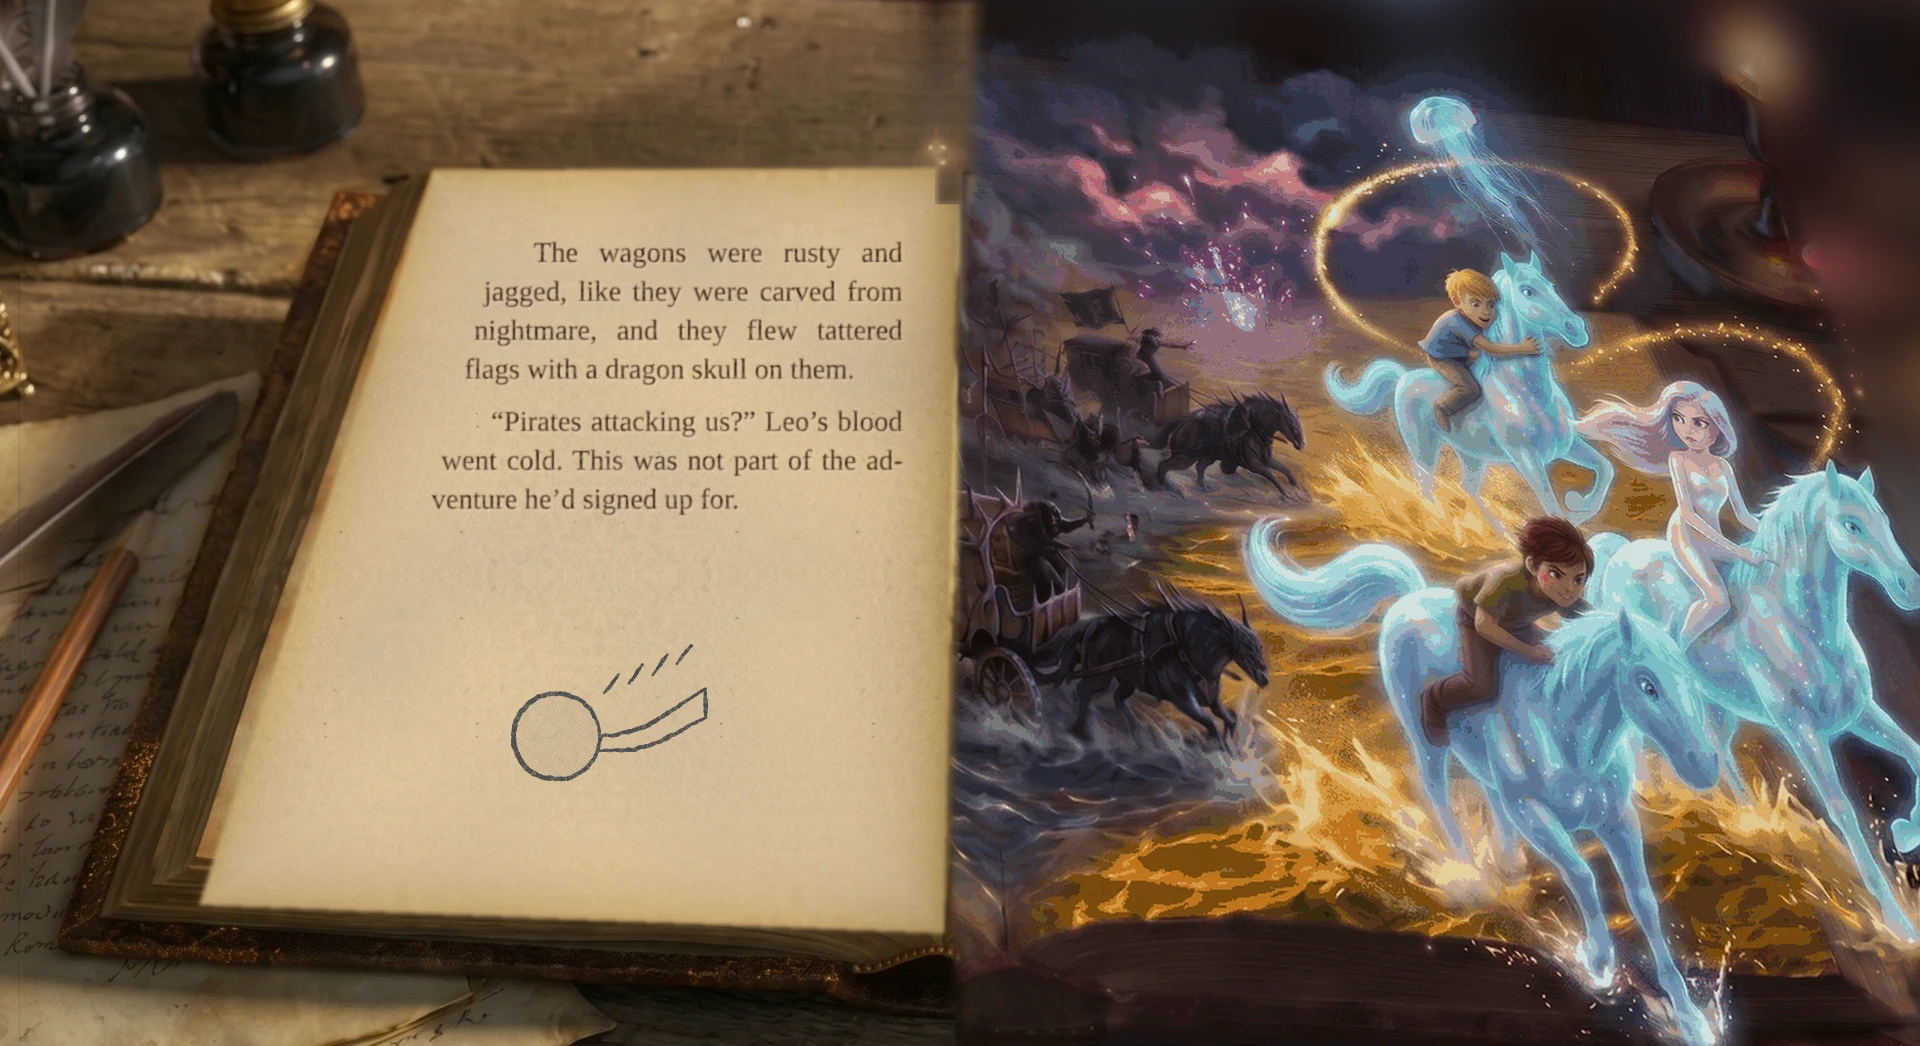 The wagons were rusty and
jagged, like they were carved from
nightmare, and they flew tattered
flags with a dragon skull on them.
“Pirates attacking us?” Leo’s blood
went cold. This was not part of the ad-
venture he’d signed up for.